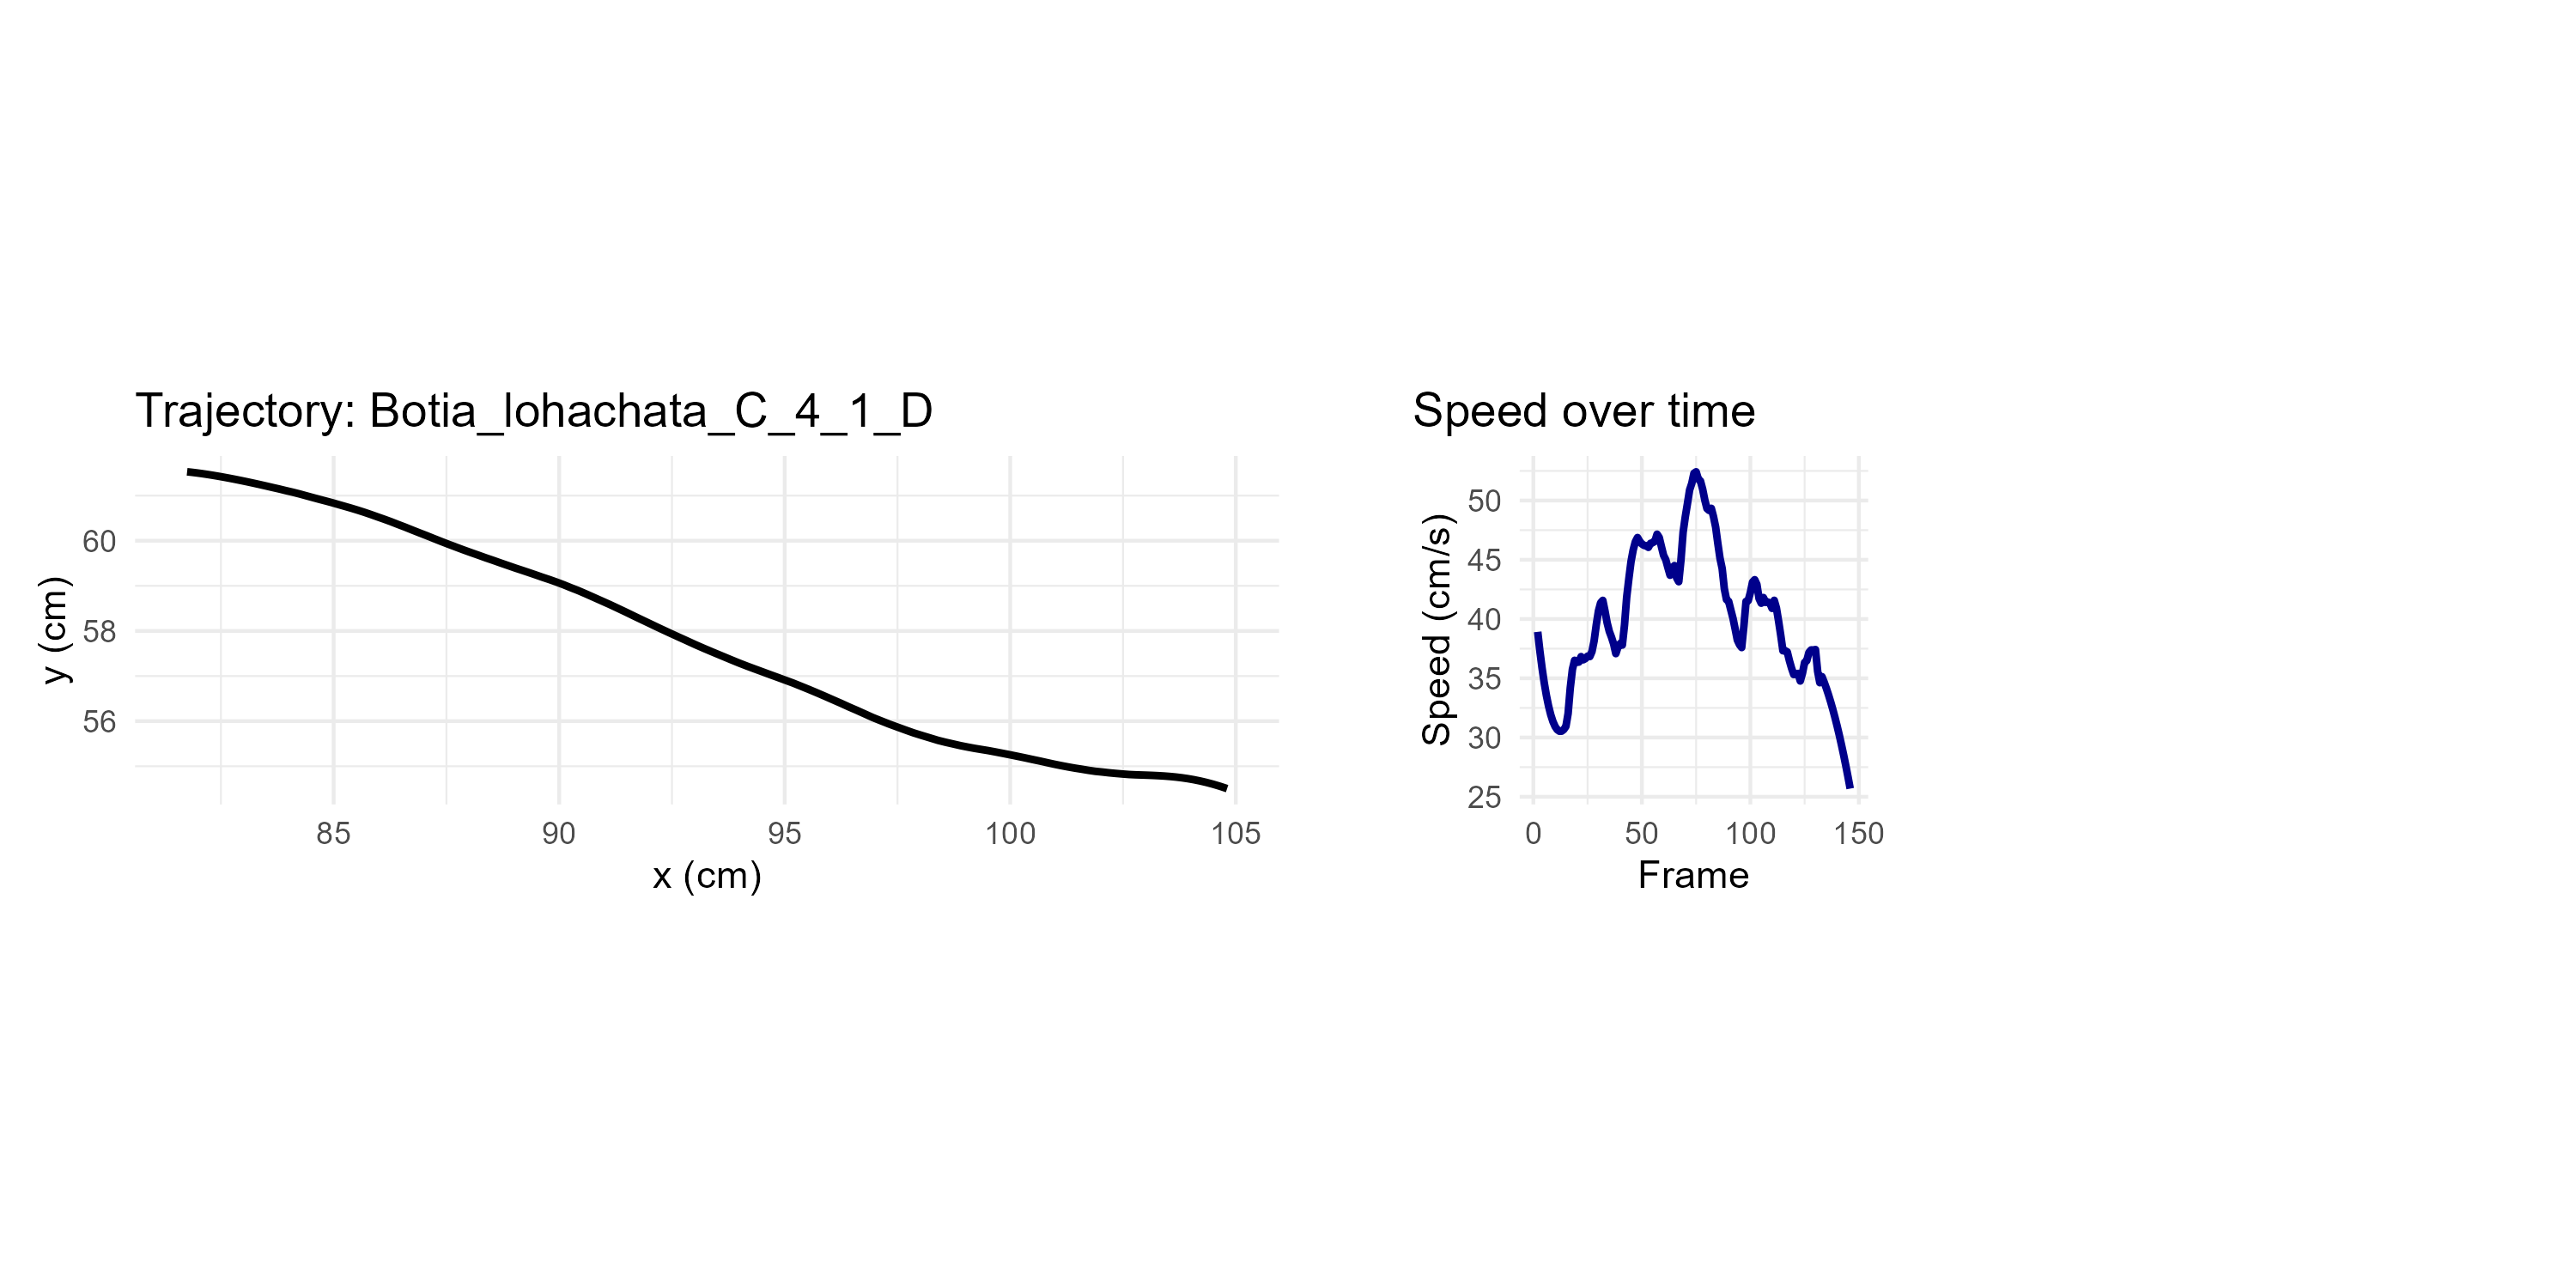 Trajectory: Botia_lohachata_C_4_1_D
y (cm)
60
58
56
85 90 95 100 105
x (cm)
Speed over time
Speed (cm/s)
50
45
40
35
30
25
0 50 100 150
Frame